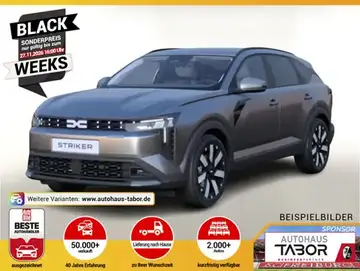 BLACK
SONDERPREIS
nur gültig bis zum
27.11.2026 16:00 Uhr
WEEKS
STRIKER
Weitere Varianten: www.autohaus-tabor.de
BEISPIELBILDER
BESTE
ausgezeichnet
50.000+
verkauft
40 Jahre Erfahrung
Lieferung nach Hause
zu Ihrer Wunschzeit
2.000+
Autos
kurzfristig verfügbar
SPONSOR
AUTOHAUS
TABOR